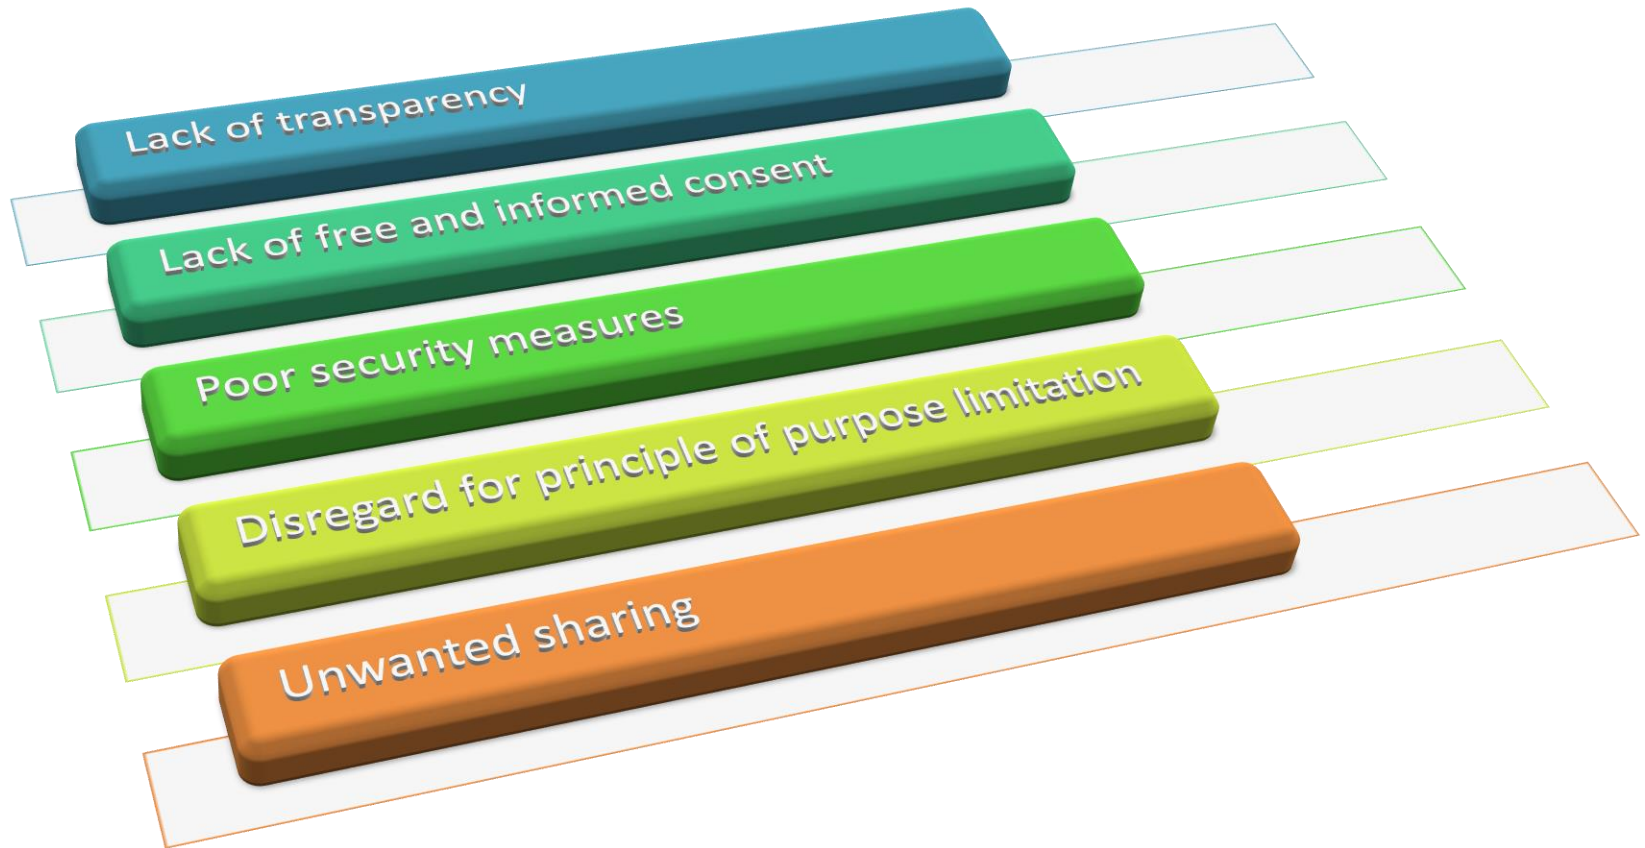 Lack of transparency
Lack of free and informed consent
Poor security measures
Disregard for principle of purpose limitation
Unwanted sharing